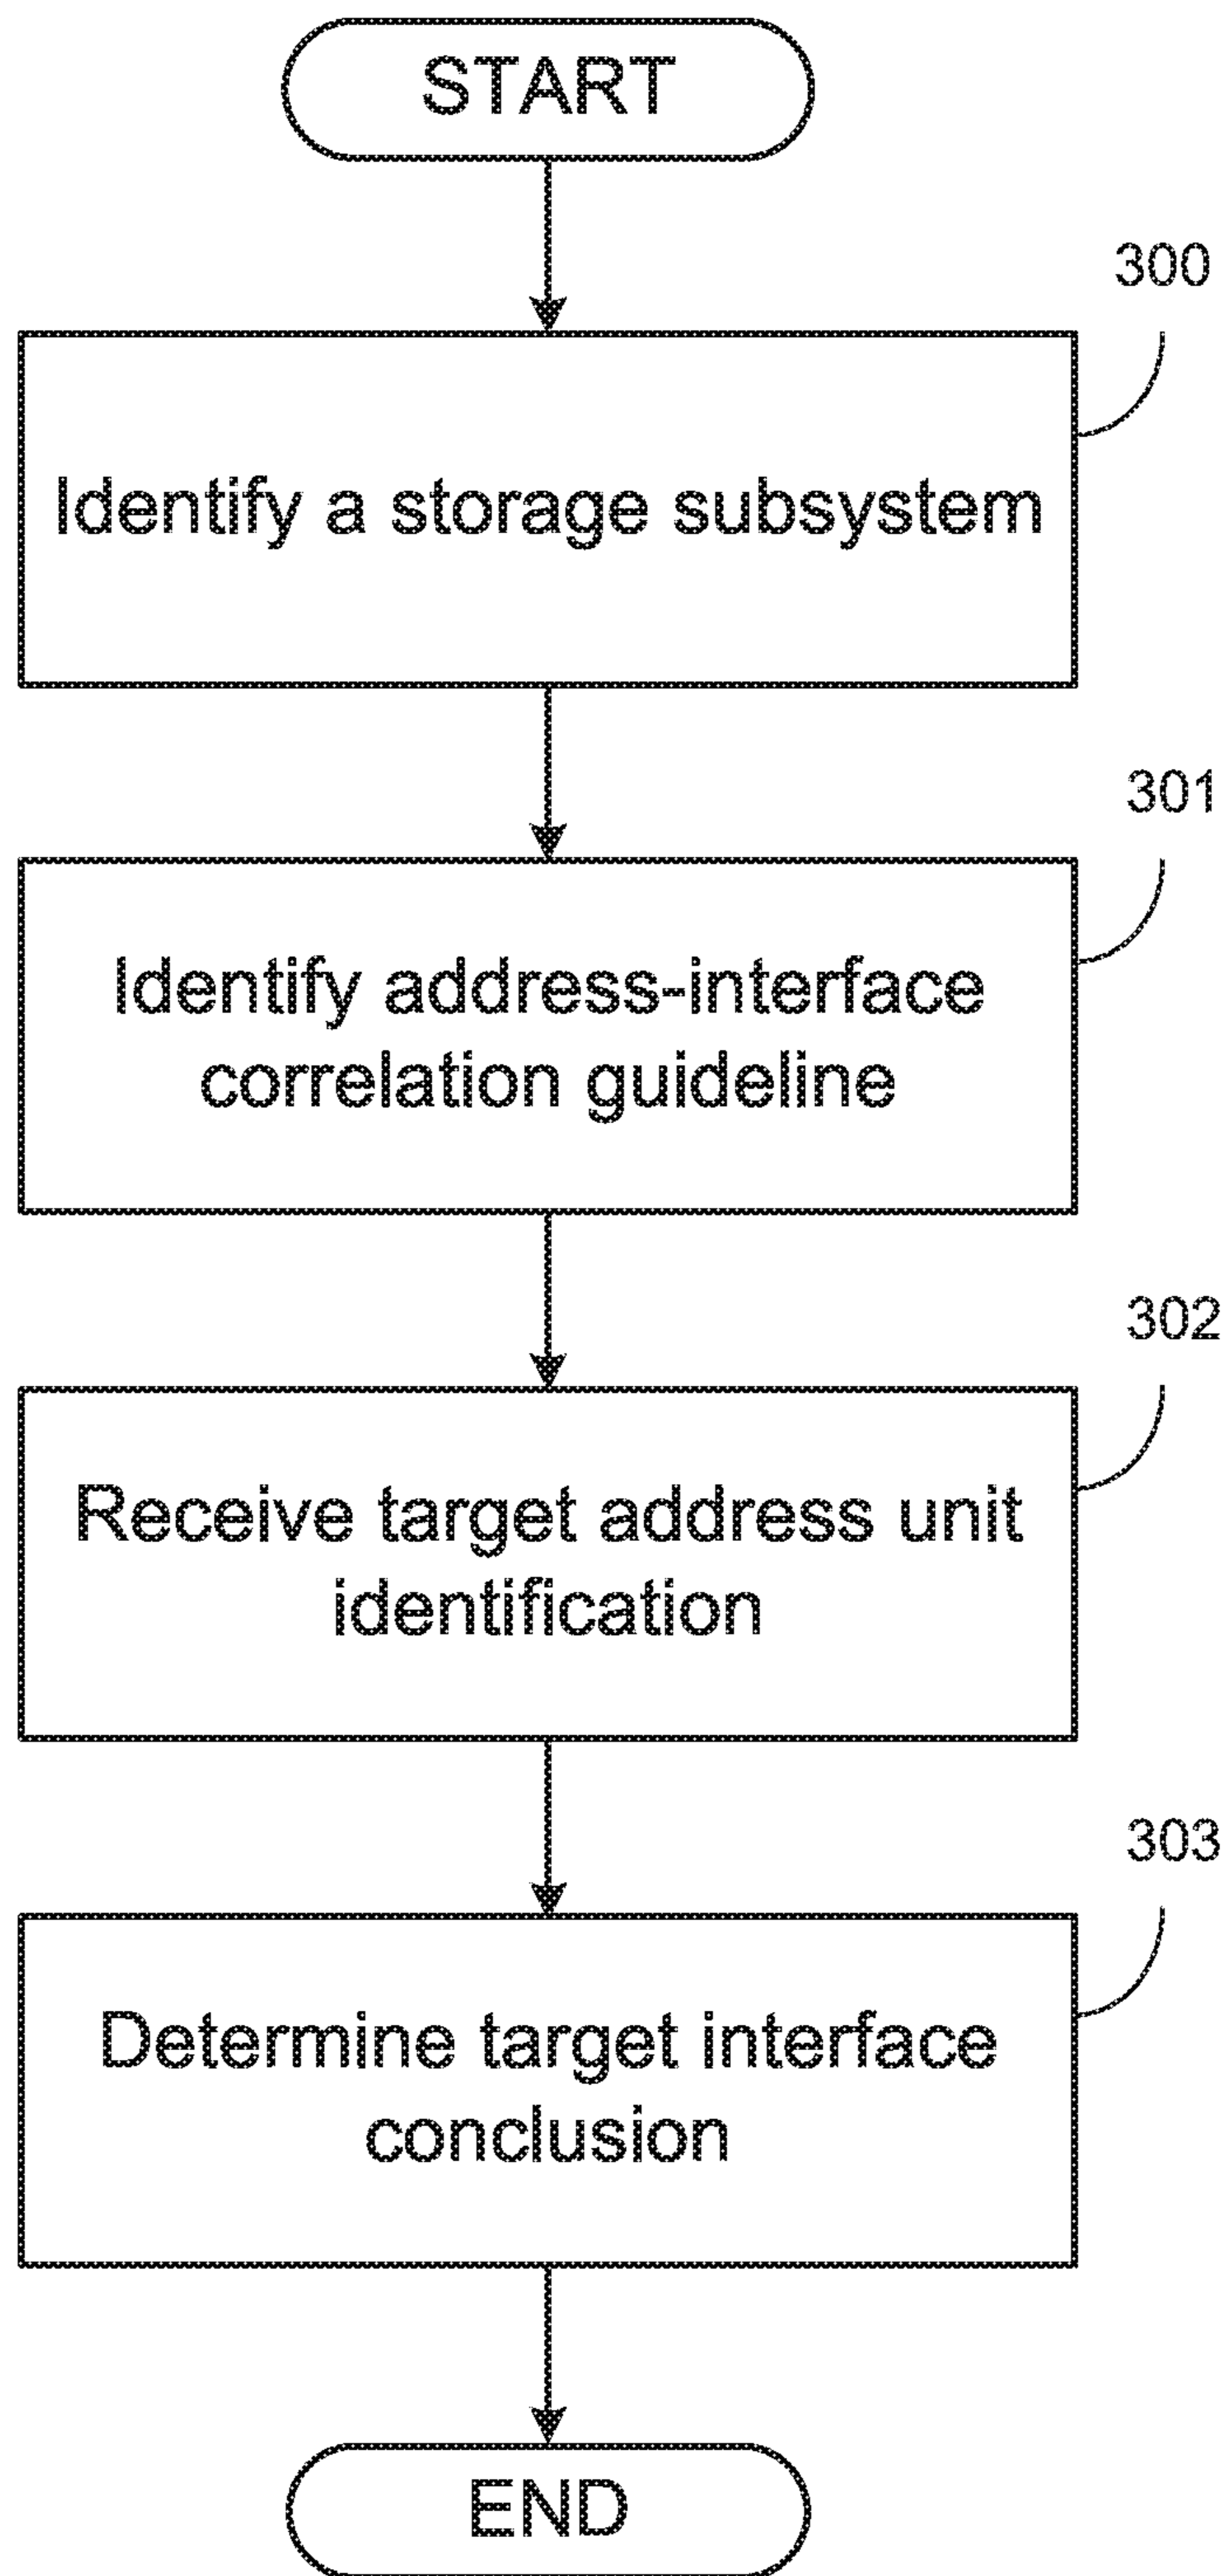 START
300
Identify a storage subsystem
301
Identify address-interface
correlation guideline
302
Receive target address unit
identification
303
Determine target interface
conclusion
END